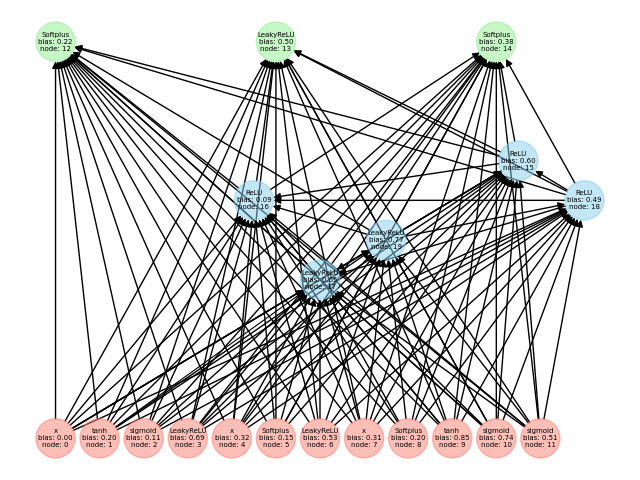 Softplus
bias: 0.22
node: 12
LeakyReLU
bias: 0.50
node: 13
Softplus
bias: 0.38
node: 14
ReLU
bias: 0.60
node: 15
ReLU
bias: 0.09
node: 16
ReLU
bias: 0.49
node: 18
LeakyReLU
bias: 0.77
node: 19
LeakyReLU
node: 17
x
bias: 0.00
node: 0
tanh
bias: 0.20
node: 1
sigmoid
bias: 0.11
node: 2
LeakyReLU
bias: 0.69
node: 3
x
bias: 0.32
node: 4
Softplus
bias: 0.15
node: 5
LeakyReLU
bias: 0.53
node: 6
x
bias: 0.31
node: 7
Softplus
bias: 0.20
node: 8
tanh
bias: 0.85
node: 9
sigmoid
bias: 0.74
node: 10
sigmoid
bias: 0.51
node: 11